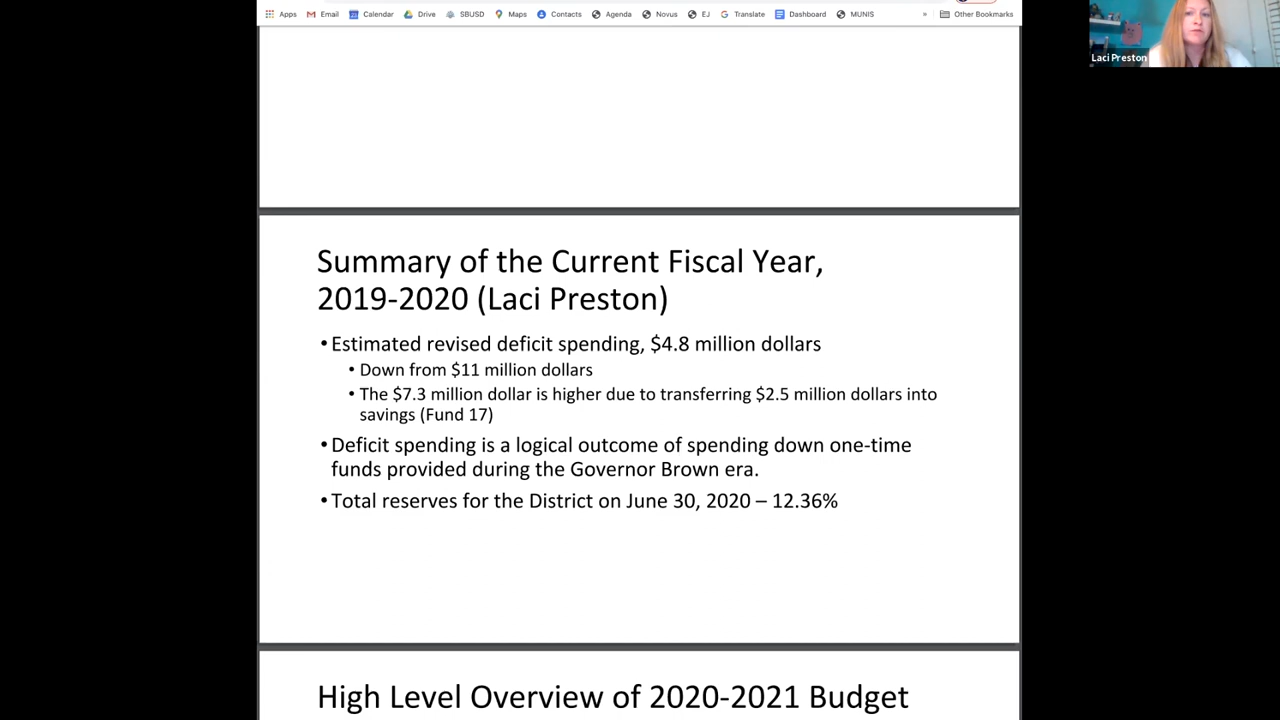 Apps Email Calendar Drive SBUSD Maps Contacts Agenda Novus EJ Translate Dashboard MUNIS » Other Bookmarks
Laci Preston
Summary of the Current Fiscal Year,
2019-2020 (Laci Preston)
•Estimated revised deficit spending, $4.8 million dollars
• Down from $11 million dollars
• The $7.3 million dollar is higher due to transferring $2.5 million dollars into
savings (Fund 17)
•Deficit spending is a logical outcome of spending down one-time
funds provided during the Governor Brown era.
•Total reserves for the District on June 30, 2020 – 12.36%
High Level Overview of 2020-2021 Budget